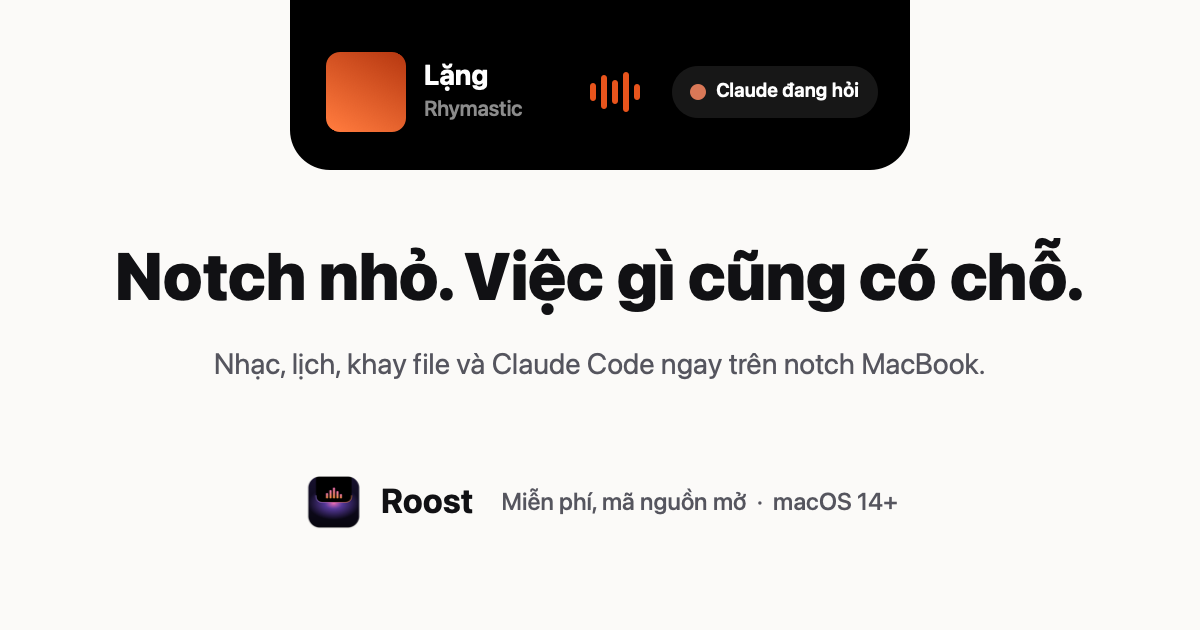 Lặng
Rhymastic
Claude đang hỏi
Notch nhỏ. Việc gì cũng có chỗ.
Nhạc, lịch, khay file và Claude Code ngay trên notch MacBook.
Roost
Miễn phí, mã nguồn mở · macOS 14+